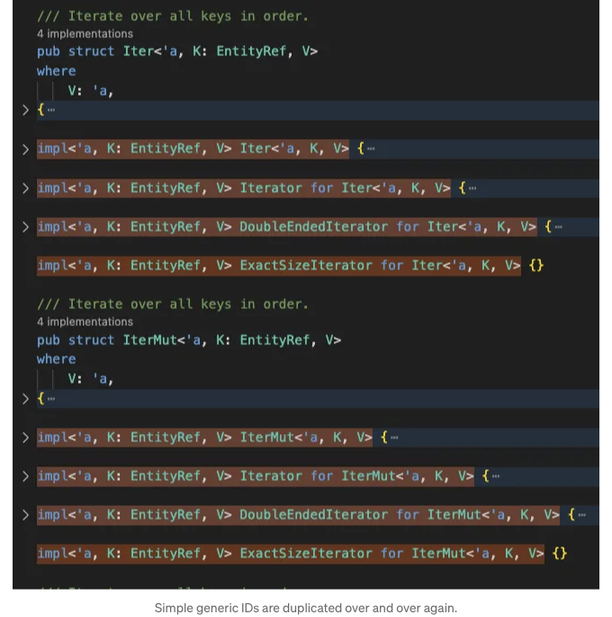 /// Iterate over all keys in order.
4 implementations
pub struct Iter<'a, K: EntityRef, V>
where
V: 'a,
> {⋯
> impl<'a, K: EntityRef, V> Iter<'a, K, V> {⋯
> impl<'a, K: EntityRef, V> Iterator for Iter<'a, K, V> {⋯
> impl<'a, K: EntityRef, V> DoubleEndedIterator for Iter<'a, K, V> {⋯
impl<'a, K: EntityRef, V> ExactSizeIterator for Iter<'a, K, V> {}
/// Iterate over all keys in order.
4 implementations
pub struct IterMut<'a, K: EntityRef, V>
where
V: 'a,
> {⋯
> impl<'a, K: EntityRef, V> IterMut<'a, K, V> {⋯
> impl<'a, K: EntityRef, V> Iterator for IterMut<'a, K, V> {⋯
> impl<'a, K: EntityRef, V> DoubleEndedIterator for IterMut<'a, K, V> {⋯
impl<'a, K: EntityRef, V> ExactSizeIterator for IterMut<'a, K, V> {}
Simple generic IDs are duplicated over and over again.